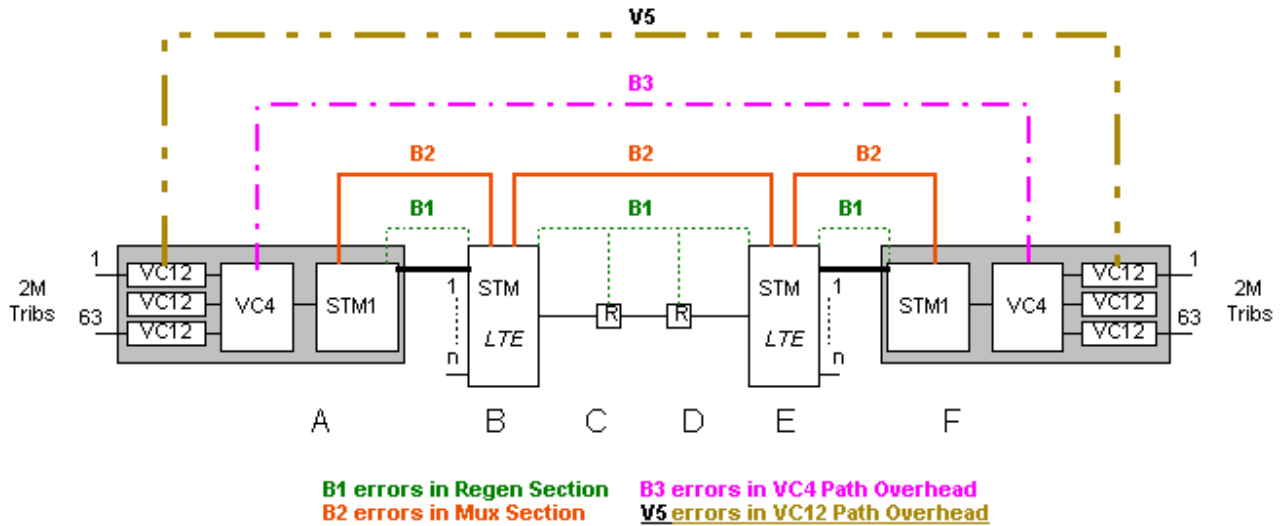 V5
B3
B2 B2 B2
B1 B1 B1
1 VC12 VC12 1
2M Tribs VC12 VC4 STM1 1 STM STM 1 STM1 VC4 VC12 2M Tribs
63 VC12 LTE R R LTE VC12 63
n n
A B C D E F
B1 errors in Regen Section B3 errors in VC4 Path Overhead
B2 errors in Mux Section V5 errors in VC12 Path Overhead